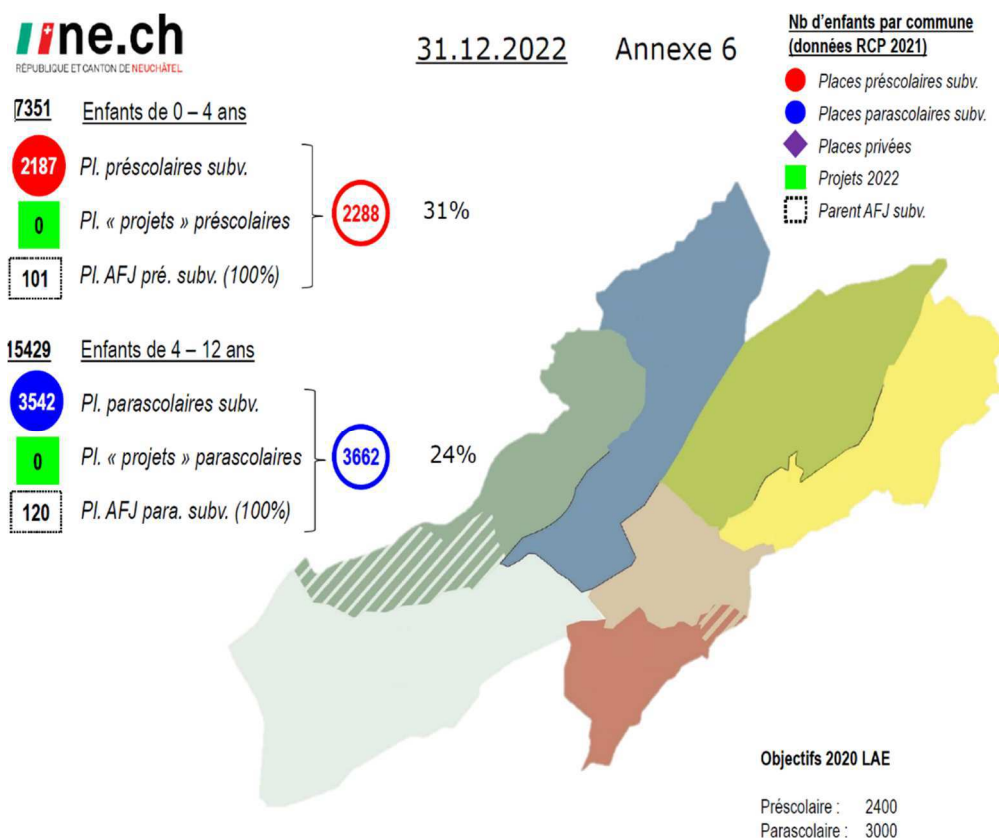 ne.ch
RÉPUBLIQUE ET CANTON DE NEUCHÂTEL
31.12.2022 Annexe 6
Nb d'enfants par commune
(données RCP 2021)
Places préscolaires subv.
Places parascolaires subv.
Places privées
Projets 2022
Parent AFJ subv.
7351 Enfants de 0 – 4 ans
2187 Pl. préscolaires subv.
0 Pl. « projets » préscolaires
2288 31%
101 Pl. AFJ pré. subv. (100%)
15429 Enfants de 4 – 12 ans
3542 Pl. parascolaires subv.
0 Pl. « projets » parascolaires
3662 24%
120 Pl. AFJ para. subv. (100%)
Objectifs 2020 LAE
Préscolaire : 2400
Parascolaire : 3000